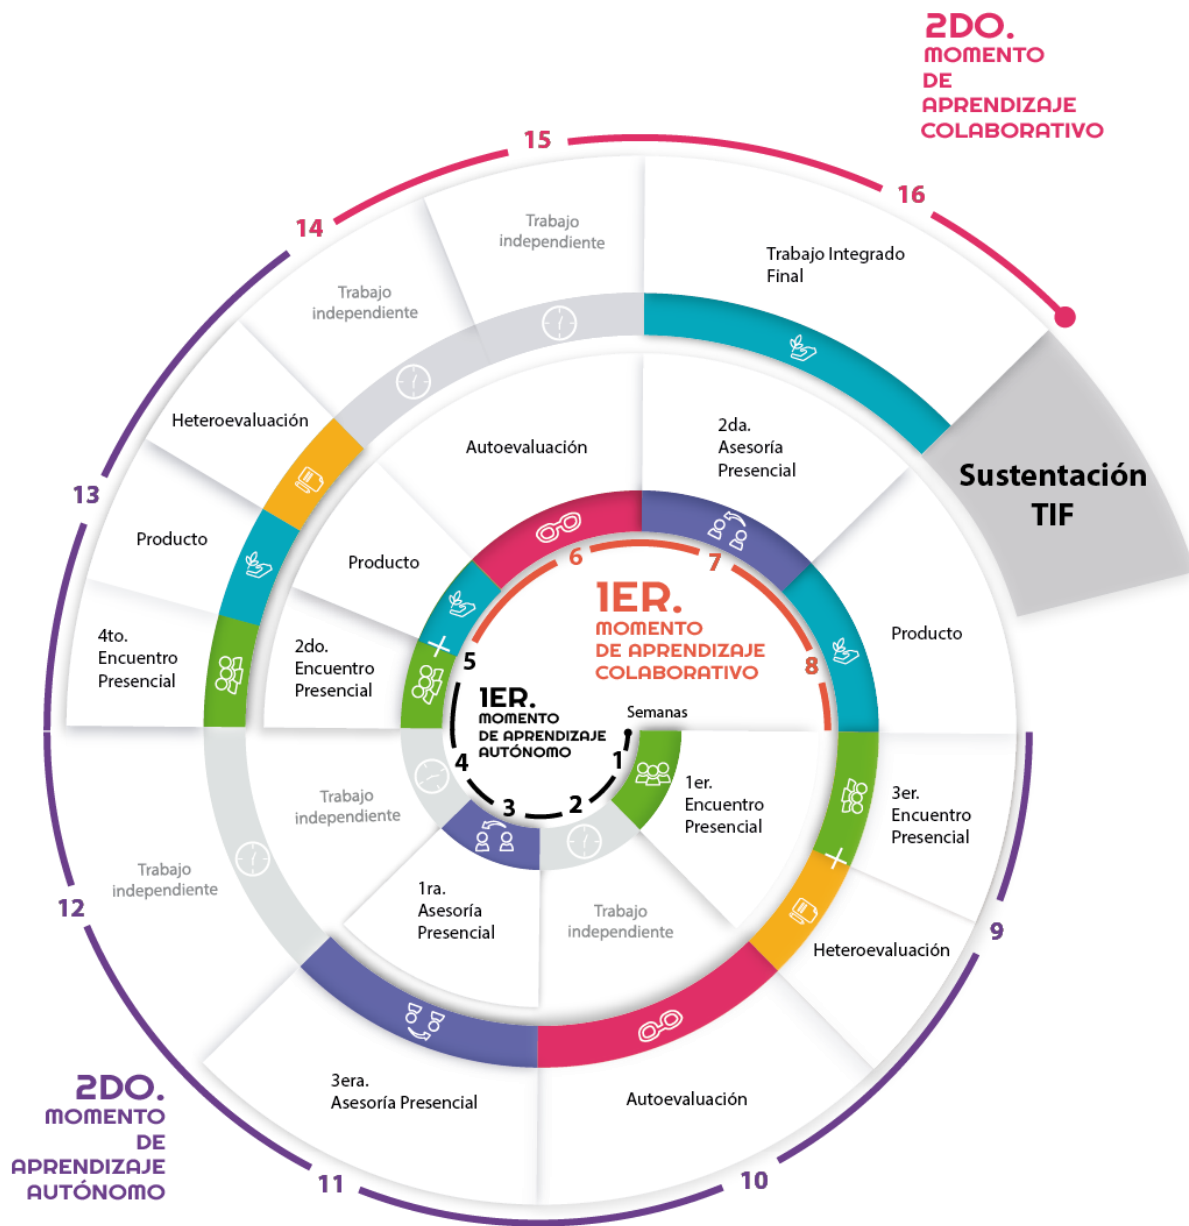 2DO.
MOMENTO
DE
APRENDIZAJE
COLABORATIVO
15
16
14
Trabajo
independiente
Trabajo Integrado
Final
Trabajo
independiente
Heteroevaluación
Autoevaluación
2da.
Asesoría
Presencial
Sustentación
TIF
13
Producto
Producto
6
7
1ER.
MOMENTO
DE APRENDIZAJE
COLABORATIVO
Producto
4to.
Encuentro
Presencial
2do.
Encuentro
Presencial
5
8
1ER.
MOMENTO
DE APRENDIZAJE
AUTÓNOMO
Semanas
4
3
2
1
1er.
Encuentro
Presencial
3er.
Encuentro
Presencial
Trabajo
independiente
Trabajo
independiente
12
1ra.
Asesoría
Presencial
Trabajo
independiente
9
Heteroevaluación
3era.
Asesoría Presencial
Autoevaluación
2DO.
MOMENTO
DE
APRENDIZAJE
AUTÓNOMO
11
10